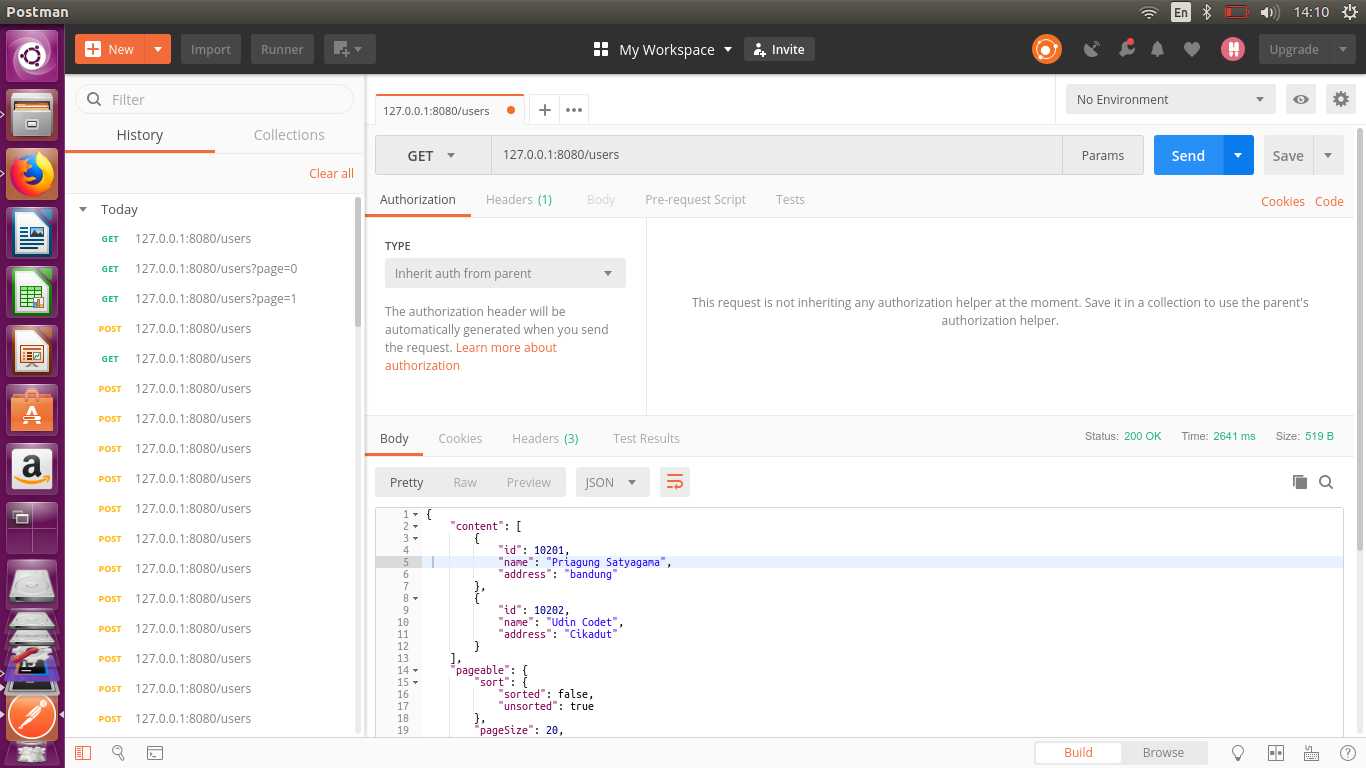 Postman
En
14:10
New
Import
Runner
My Workspace
Invite
Upgrade
Filter
History
Collections
Clear all
Today
GET 127.0.0.1:8080/users
GET 127.0.0.1:8080/users?page=0
GET 127.0.0.1:8080/users?page=1
POST 127.0.0.1:8080/users
GET 127.0.0.1:8080/users
POST 127.0.0.1:8080/users
POST 127.0.0.1:8080/users
POST 127.0.0.1:8080/users
POST 127.0.0.1:8080/users
POST 127.0.0.1:8080/users
POST 127.0.0.1:8080/users
POST 127.0.0.1:8080/users
POST 127.0.0.1:8080/users
POST 127.0.0.1:8080/users
POST 127.0.0.1:8080/users
POST 127.0.0.1:8080/users
POST 127.0.0.1:8080/users
127.0.0.1:8080/users
No Environment
GET
127.0.0.1:8080/users
Params
Send
Save
Authorization
Headers (1)
Body
Pre-request Script
Tests
Cookies
Code
TYPE
Inherit auth from parent
The authorization header will be
automatically generated when you send
the request. Learn more about
authorization
This request is not inheriting any authorization helper at the moment. Save it in a collection to use the parent's
authorization helper.
Body
Cookies
Headers (3)
Test Results
Status: 200 OK
Time: 2641 ms
Size: 519 B
Pretty
Raw
Preview
JSON
1 {
2 "content": [
3 {
4 "id": 10201,
5 "name": "Priagung Satyagama",
6 "address": "bandung"
7 },
8 {
9 "id": 10202,
10 "name": "Udin Codet",
11 "address": "Cikadut"
12 }
13 ],
14 "pageable": {
15 "sort": {
16 "sorted": false,
17 "unsorted": true
18 },
19 "pageSize": 20,
Build
Browse